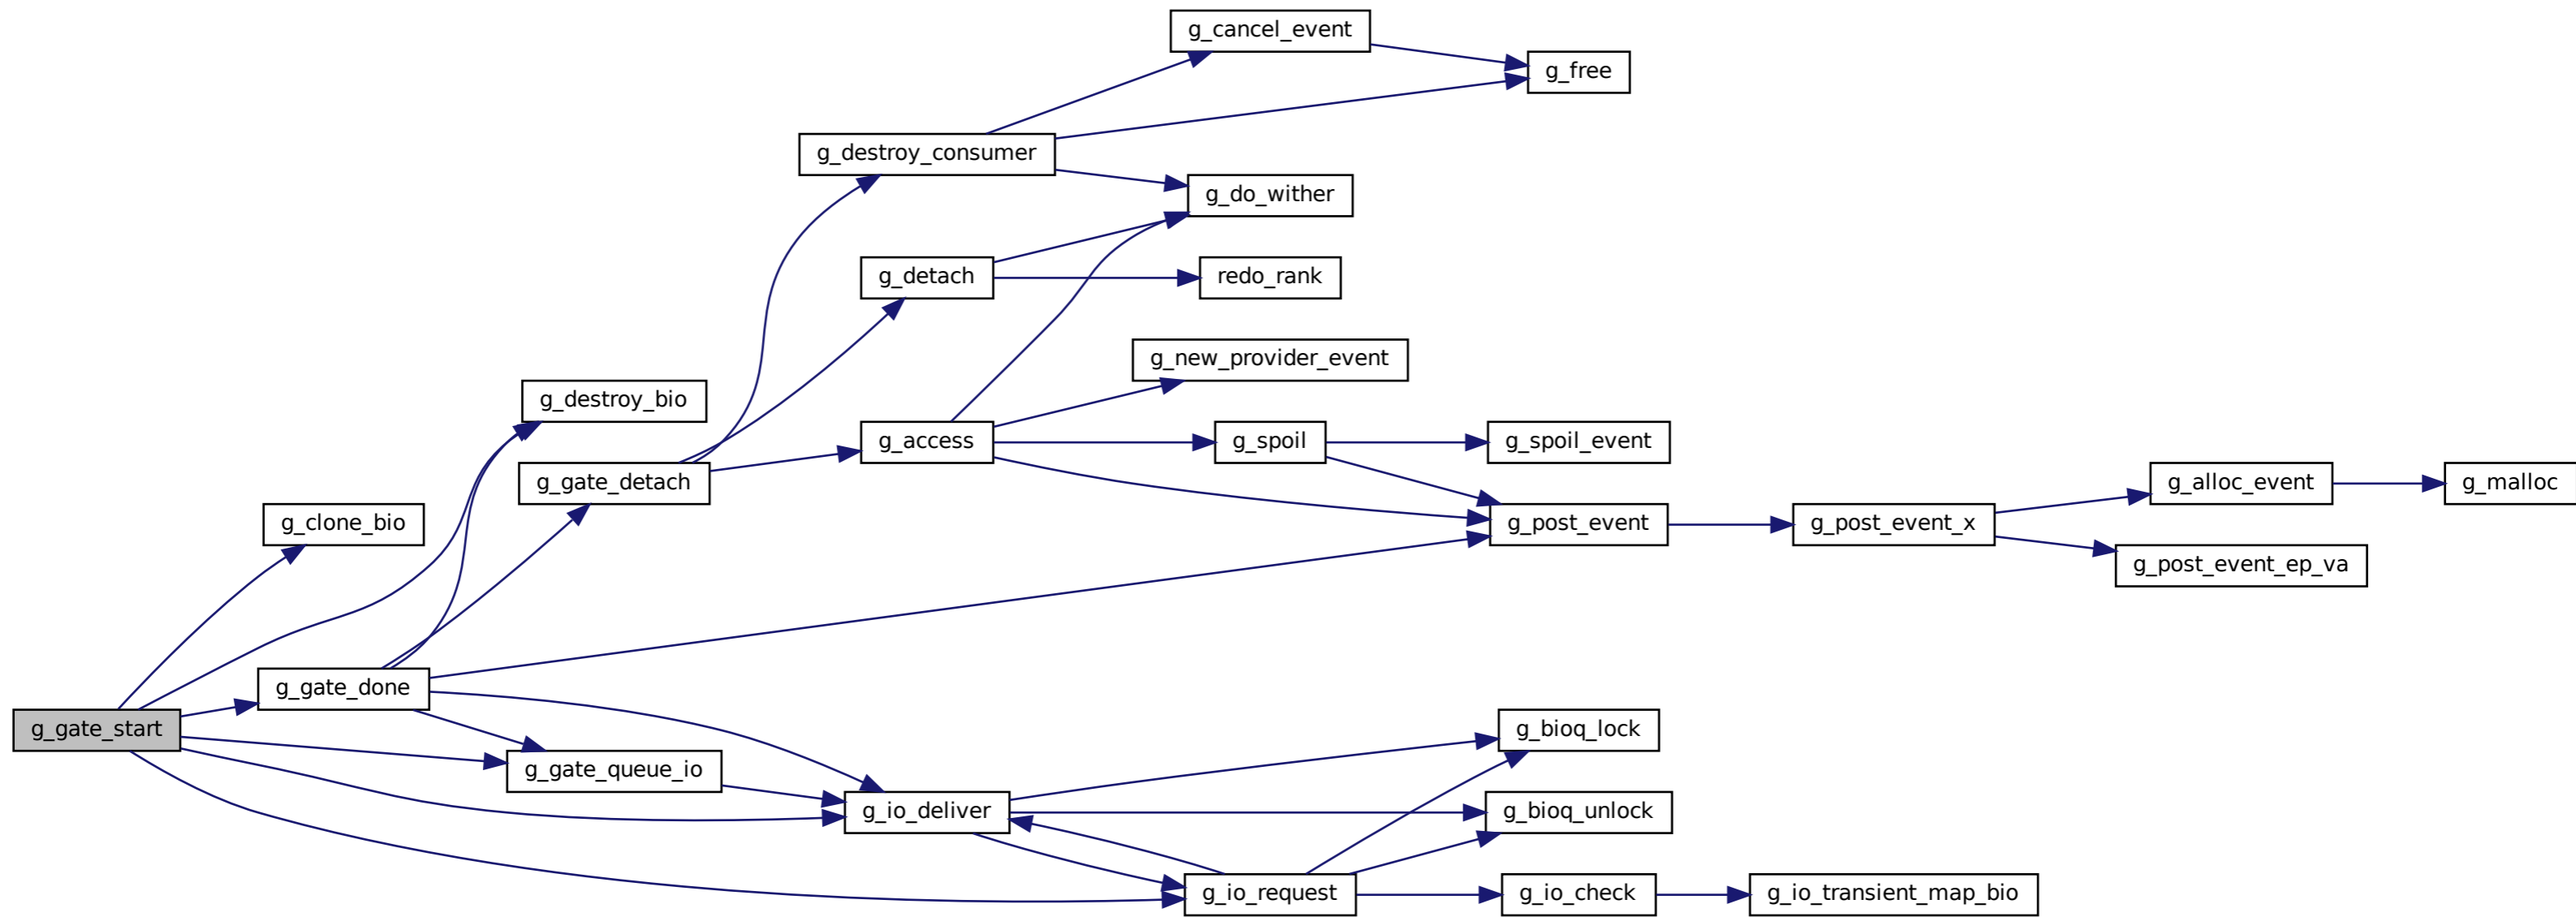 g_cancel_event
g_free
g_destroy_consumer
g_do_wither
g_detach
redo_rank
g_new_provider_event
g_destroy_bio
g_access
g_spoil
g_spoil_event
g_gate_detach
g_alloc_event
g_malloc
g_clone_bio
g_post_event
g_post_event_x
g_post_event_ep_va
g_gate_done
g_gate_start
g_bioq_lock
g_gate_queue_io
g_io_deliver
g_bioq_unlock
g_io_request
g_io_check
g_io_transient_map_bio